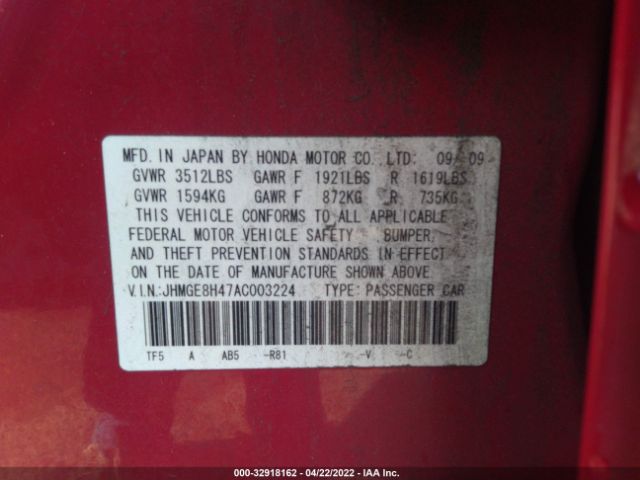 MFD. IN JAPAN BY HONDA MOTOR CO., LTD. 09 09
GVWR 3512LBS GAWR F 1921LBS R 1619LBS
GVWR 1594KG GAWR F 872KG R 735KG
THIS VEHICLE CONFORMS TO ALL APPLICABLE
FEDERAL MOTOR VEHICLE SAFETY BUMPER,
AND THEFT PREVENTION STANDARDS IN EFFECT
ON THE DATE OF MANUFACTURE SHOWN ABOVE.
V.I.N.:JHMGE8H47AC003224 TYPE: PASSENGER CAR
TF5 A AB5 -R81 -V -C
000-32918162 - 04/22/2022 - IAA Inc.